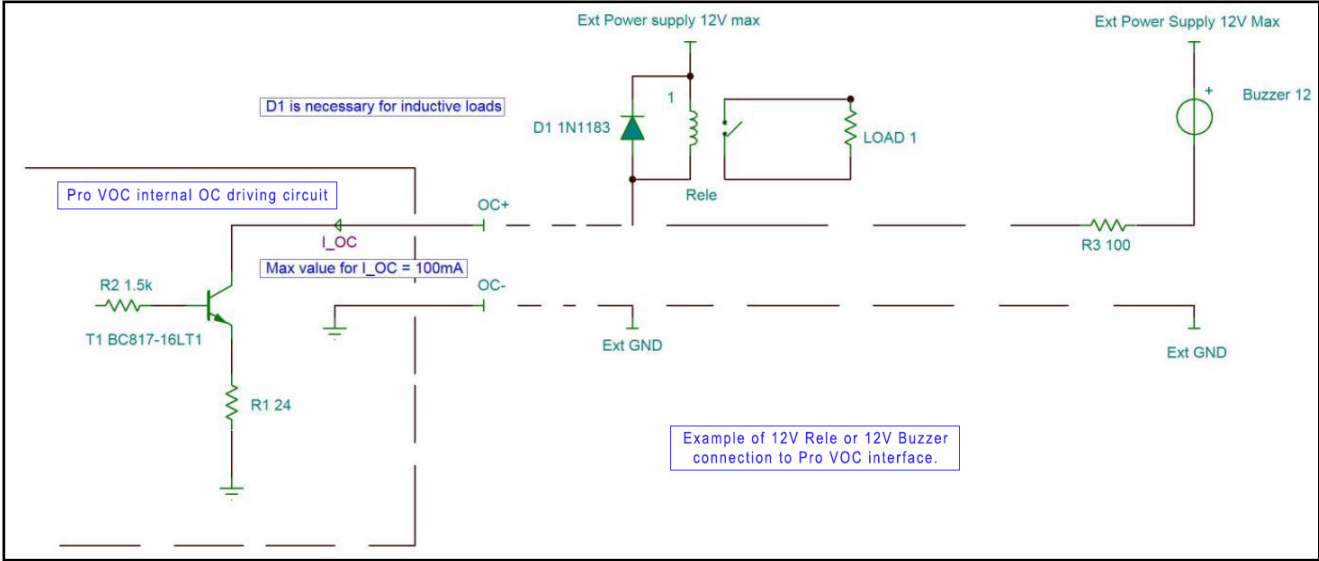 Ext Power supply 12V max
Ext Power Supply 12V Max
D1 is necessary for inductive loads
1
+
Buzzer 12
D1 1N1183
LOAD 1
Pro VOC internal OC driving circuit
Rele
OC+
I_OC
R3 100
Max value for I_OC = 100mA
R2 1.5k
OC-
T1 BC817-16LT1
Ext GND
Ext GND
R1 24
Example of 12V Rele or 12V Buzzer
connection to Pro VOC interface.